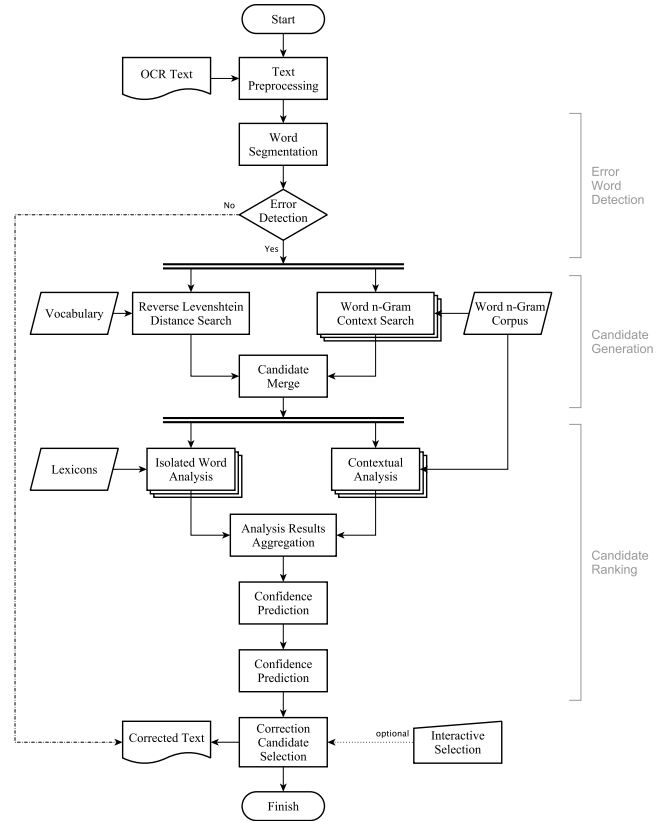 Start
OCR Text
Text
Preprocessing
Word
Segmentation
Error
Word
Detection
No
Error
Detection
Yes
Vocabulary
Reverse Levenshtein
Distance Search
Word n-Gram
Context Search
Word n-Gram
Corpus
Candidate
Generation
Candidate
Merge
Lexicons
Isolated Word
Analysis
Contextual
Analysis
Analysis Results
Aggregation
Candidate
Ranking
Confidence
Prediction
Confidence
Prediction
Corrected Text
Correction
Candidate
Selection
optional
Interactive
Selection
Finish